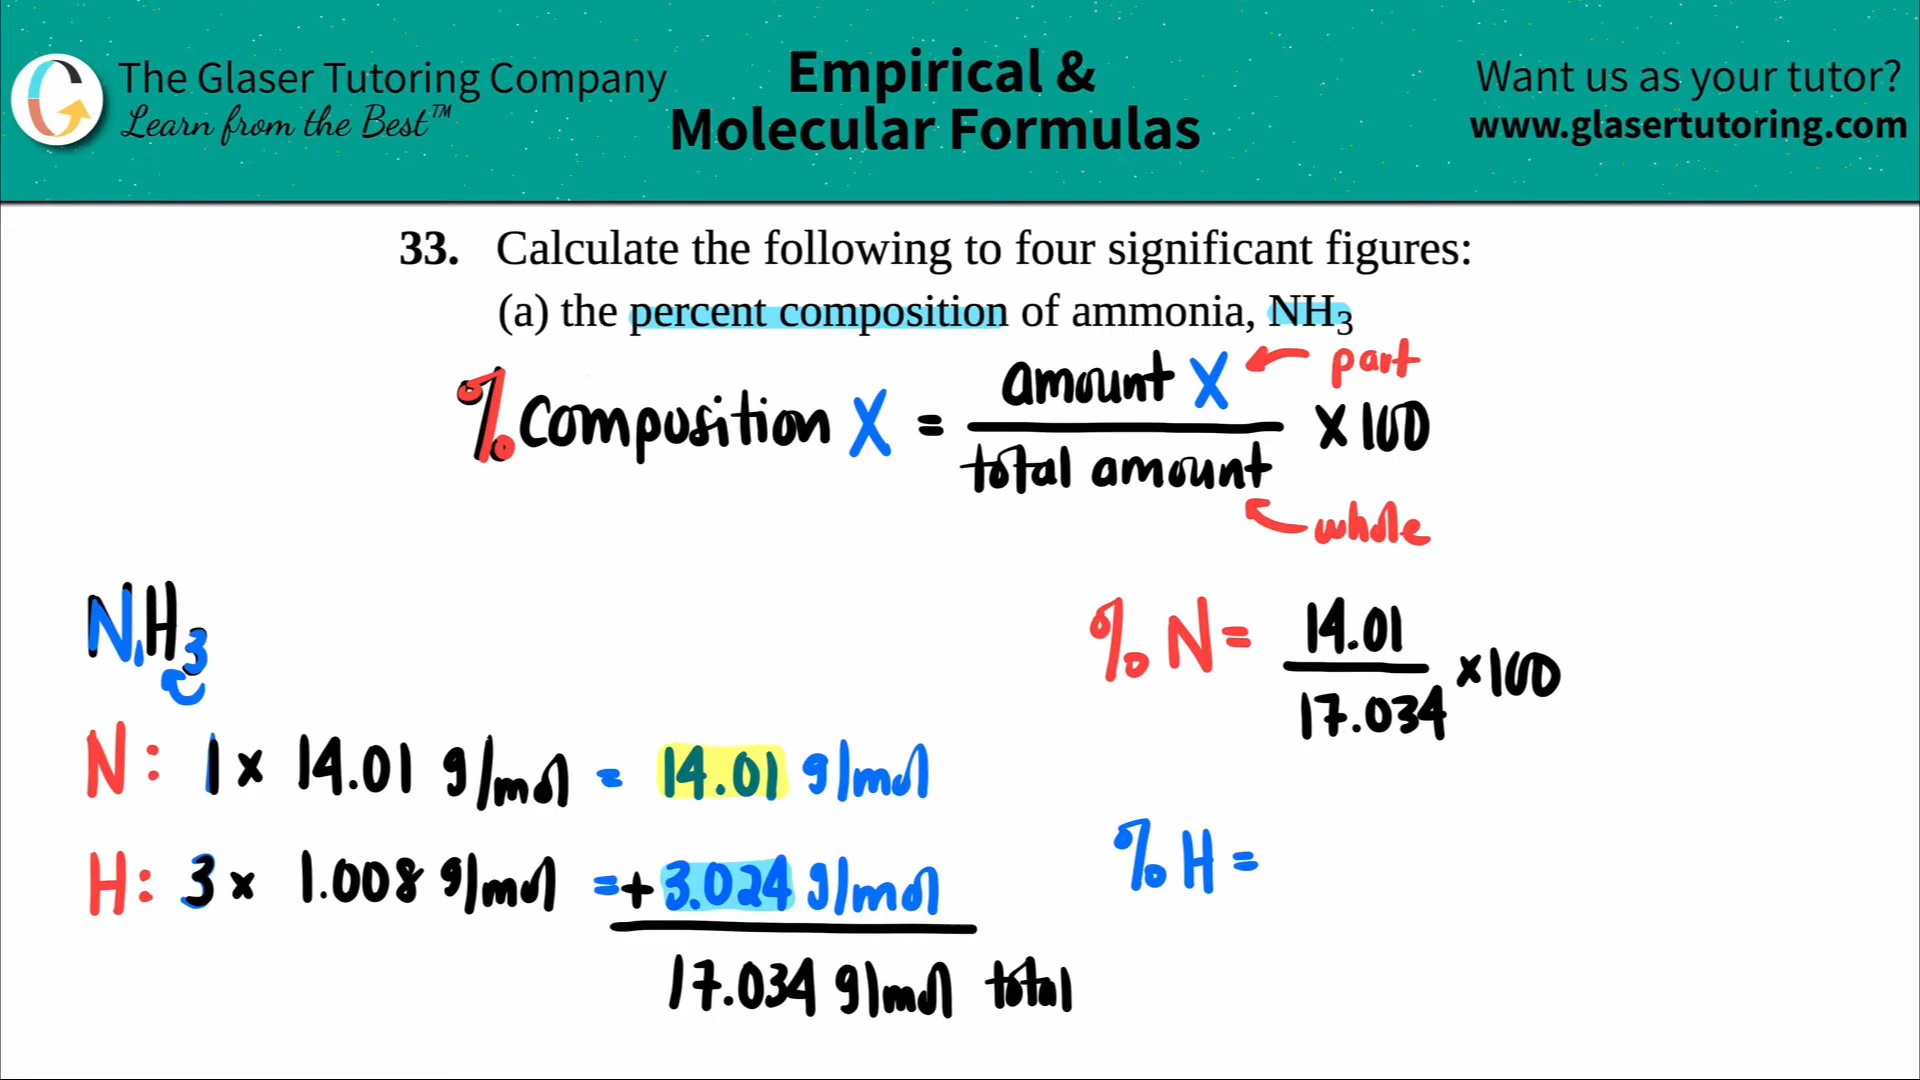 The Glaser Tutoring Company
Learn from the Best™
Empirical &
Molecular Formulas
Want us as your tutor?
www.glasertutoring.com
33. Calculate the following to four significant figures:
(a) the percent composition of ammonia, NH₃
% Composition X = amount X / total amount × 100
part
whole
N₁H₃
N: 1 × 14.01 g/mol = 14.01 g/mol
H: 3 × 1.008 g/mol = + 3.024 g/mol
17.034 g/mol total
% N = 14.01 / 17.034 × 100
% H =